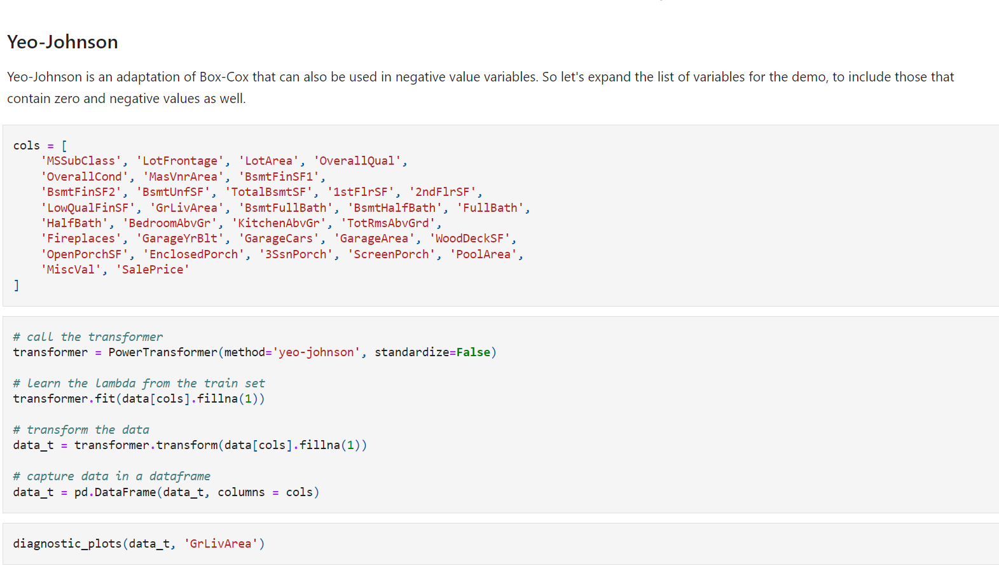 Yeo-Johnson
Yeo-Johnson is an adaptation of Box-Cox that can also be used in negative value variables. So let's expand the list of variables for the demo, to include those that
contain zero and negative values as well.
cols = [
    'MSSubClass', 'LotFrontage', 'LotArea', 'OverallQual',
    'OverallCond', 'MasVnrArea', 'BsmtFinSF1',
    'BsmtFinSF2', 'BsmtUnfSF', 'TotalBsmtSF', '1stFlrSF', '2ndFlrSF',
    'LowQualFinSF', 'GrLivArea', 'BsmtFullBath', 'BsmtHalfBath', 'FullBath',
    'HalfBath', 'BedroomAbvGr', 'KitchenAbvGr', 'TotRmsAbvGrd',
    'Fireplaces', 'GarageYrBlt', 'GarageCars', 'GarageArea', 'WoodDeckSF',
    'OpenPorchSF', 'EnclosedPorch', '3SsnPorch', 'ScreenPorch', 'PoolArea',
    'MiscVal', 'SalePrice'
]
# call the transformer
transformer = PowerTransformer(method='yeo-johnson', standardize=False)
# learn the lambda from the train set
transformer.fit(data[cols].fillna(1))
# transform the data
data_t = transformer.transform(data[cols].fillna(1))
# capture data in a dataframe
data_t = pd.DataFrame(data_t, columns = cols)
diagnostic_plots(data_t, 'GrLivArea')